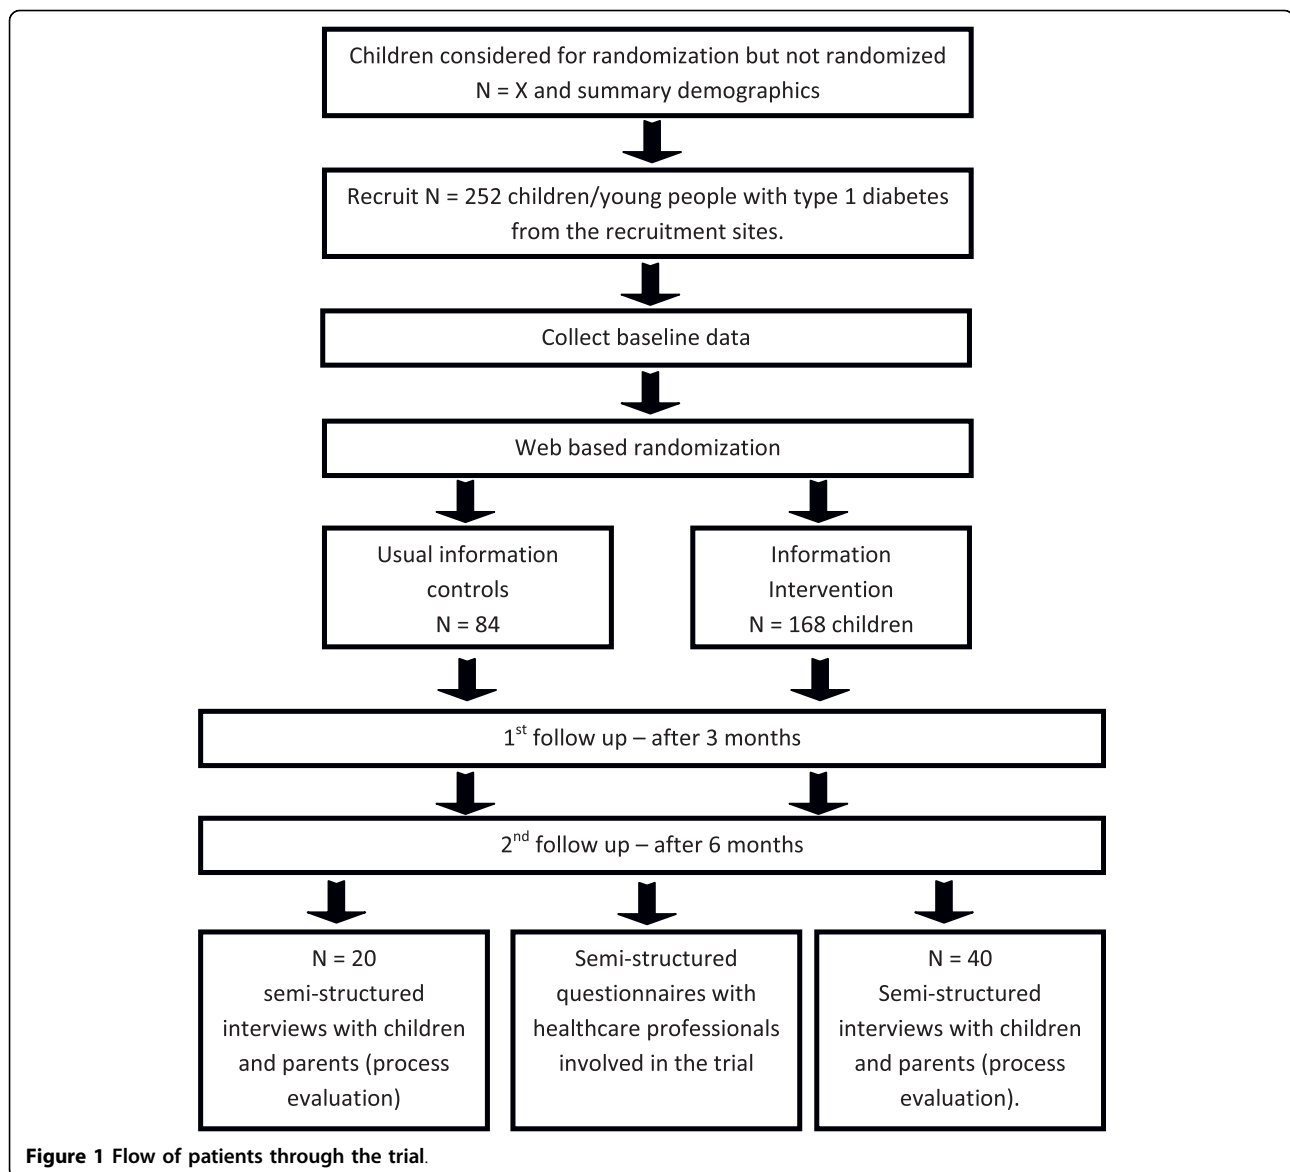 Children considered for randomization but not randomized
N = X and summary demographics
Recruit N = 252 children/young people with type 1 diabetes
from the recruitment sites.
Collect baseline data
Web based randomization
Usual information
controls
N = 84
Information
Intervention
N = 168 children
1st follow up – after 3 months
2nd follow up – after 6 months
N = 20
semi-structured
interviews with children
and parents (process
evaluation)
Semi-structured
questionnaires with
healthcare professionals
involved in the trial
N = 40
Semi-structured
interviews with children
and parents (process
evaluation).
Figure 1 Flow of patients through the trial.